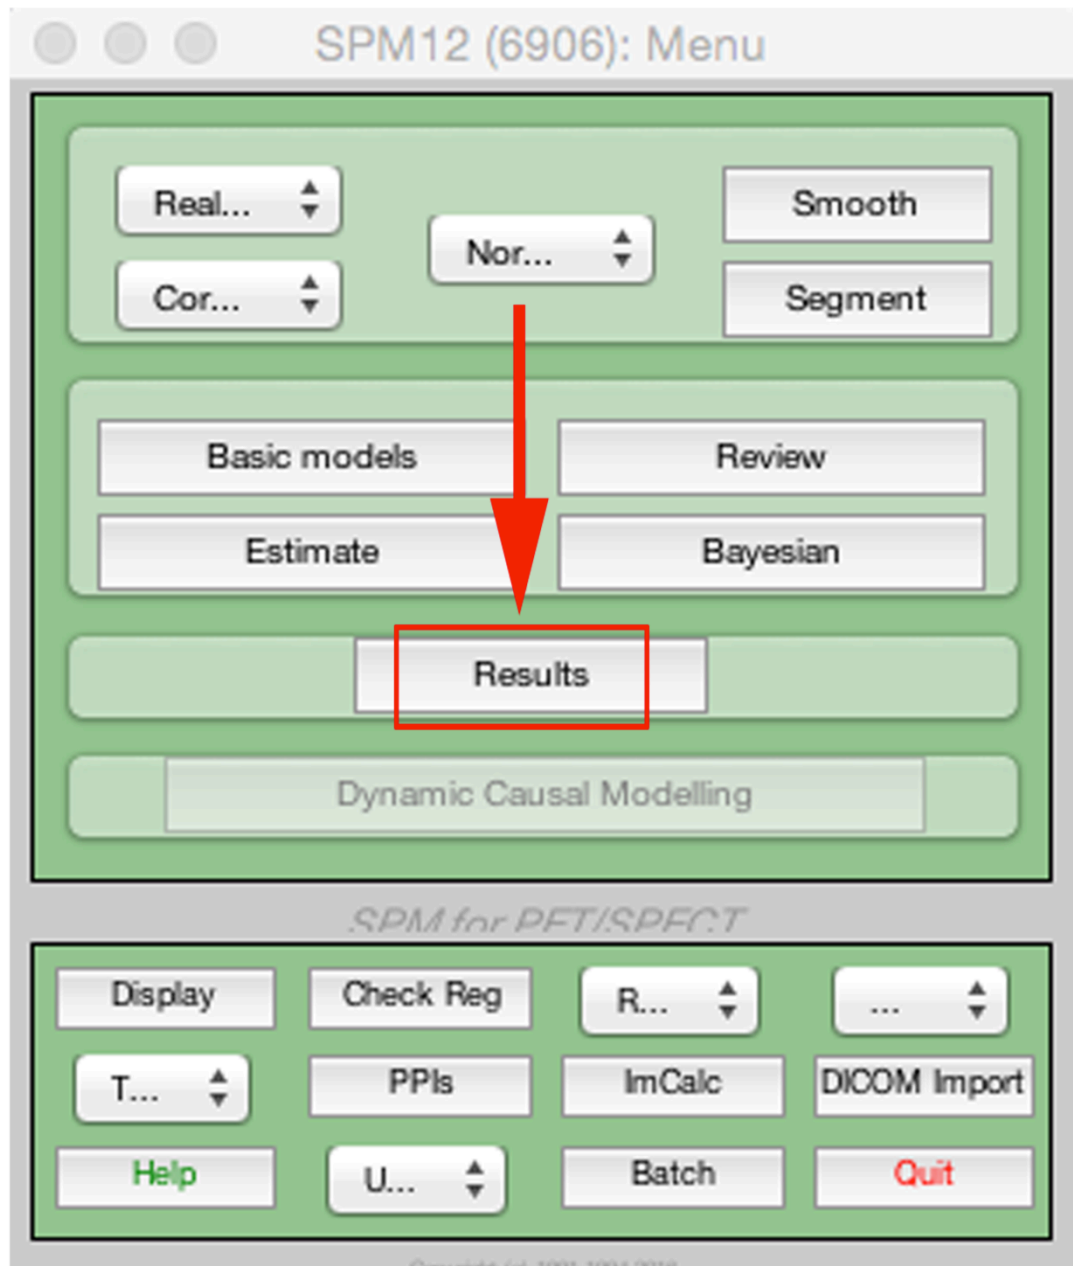 SPM12 (6906): Menu
Real...
Nor...
Smooth
Cor...
Segment
Basic models
Review
Estimate
Bayesian
Results
Dynamic Causal Modelling
SPM for PET/SPECT
Display
Check Reg
R...
...
T...
PPIs
ImCalc
DICOM Import
Help
U...
Batch
Quit